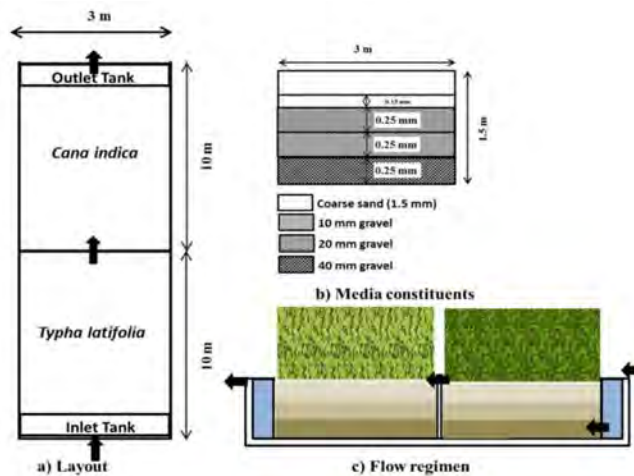 3 m
Outlet Tank
Cana indica
10 m
Typha latifolia
10 m
Inlet Tank
a) Layout
3 m
0.15 mm
0.25 mm
0.25 mm
0.25 mm
1.5 m
Coarse sand (1.5 mm)
10 mm gravel
20 mm gravel
40 mm gravel
b) Media constituents
c) Flow regimen